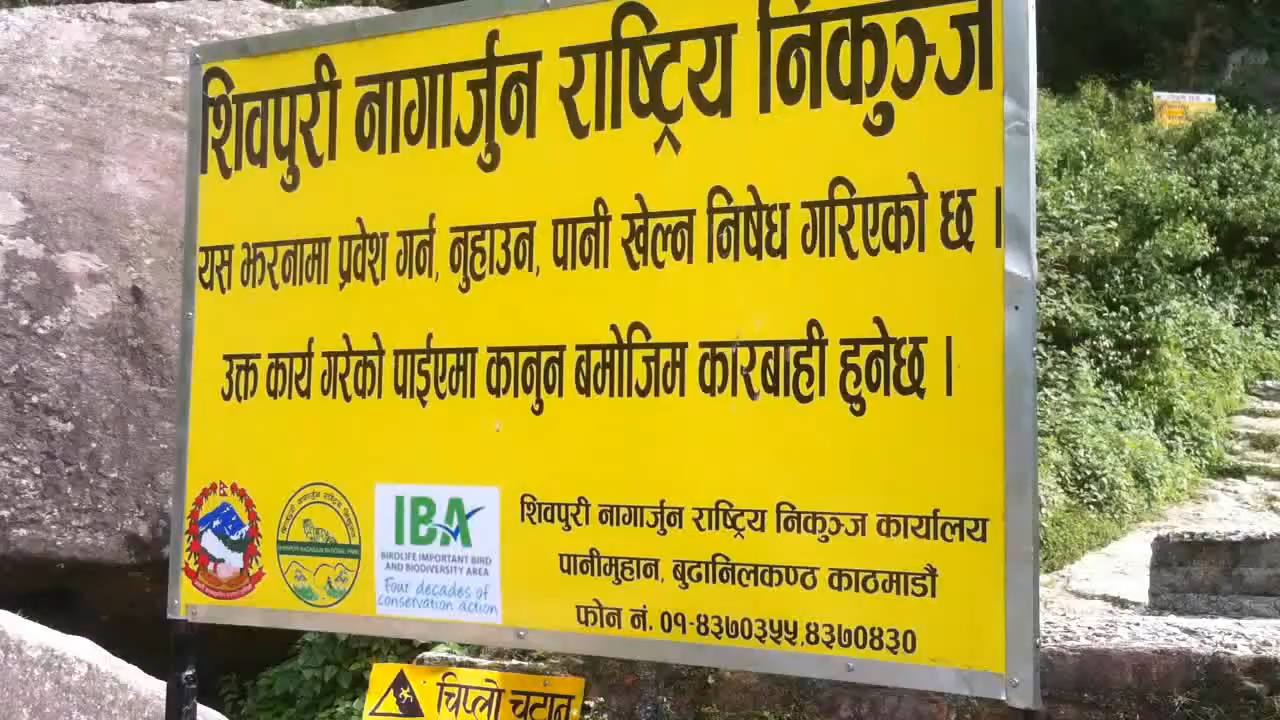 शिवपुरी नागार्जुन राष्ट्रिय निकुञ्ज
यस झरनामा प्रवेश गर्न, नुहाउन, पानी खेल्न निषेध गरिएको छ ।
उक्त कार्य गरेको पाईएमा कानुन बमोजिम कारबाही हुनेछ ।
IBA
BIRDLIFE IMPORTANT BIRD
AND BIODIVERSITY AREA
Four decades of
conservation action
शिवपुरी नागार्जुन राष्ट्रिय निकुञ्ज कार्यालय
पानीमुहान, बुढानिलकण्ठ काठमाडौं
फोन नं. ०१-४३७०३५५,४३७०४३०
चिप्लो चटान